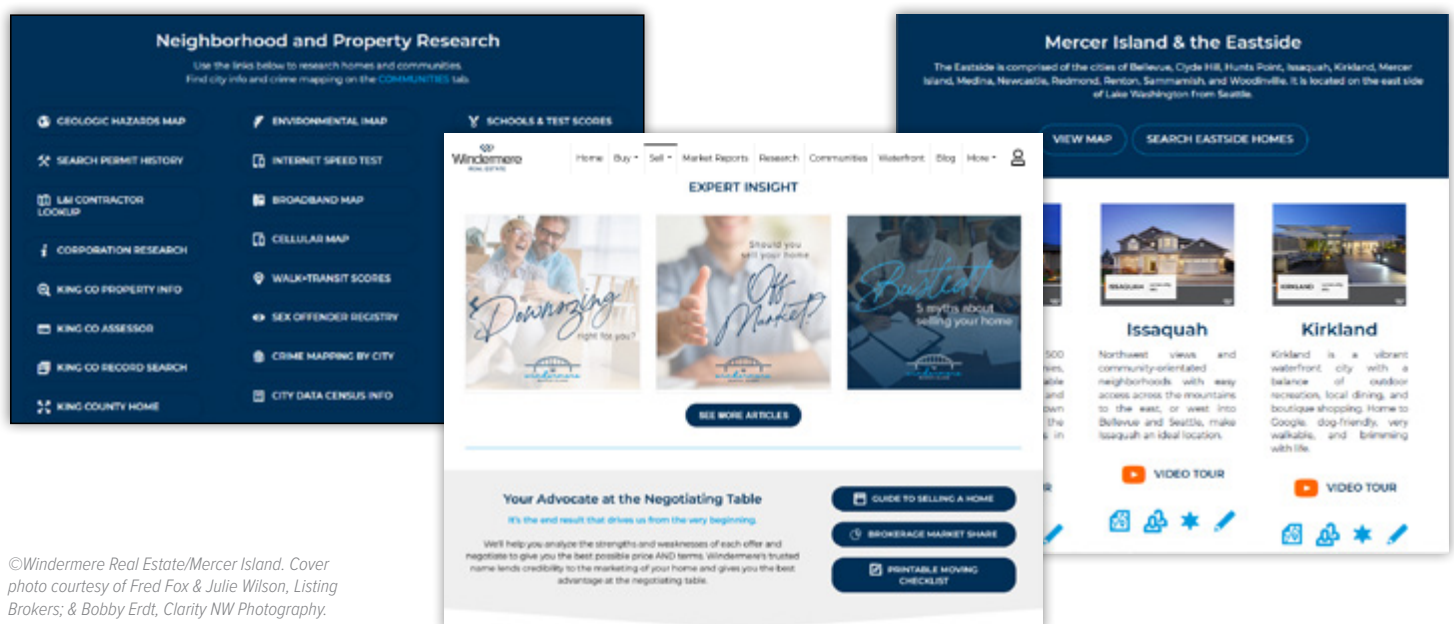 Neighborhood and Property Research
Use the links below to research homes and communities.
Find city info and crime mapping on the COMMUNITIES tab.
GEOLOGIC HAZARDS MAP
SEARCH PERMIT HISTORY
L&I CONTRACTOR
LOOKUP
CORPORATION RESEARCH
KING CO PROPERTY INFO
KING CO ASSESSOR
KING CO RECORD SEARCH
KING COUNTY HOME
ENVIRONMENTAL IMAP
INTERNET SPEED TEST
BROADBAND MAP
CELLULAR MAP
WALK+TRANSIT SCORES
SEX OFFENDER REGISTRY
CRIME MAPPING BY CITY
CITY DATA CENSUS INFO
SCHOOLS & TEST SCORES
Windermere
REAL ESTATE
Home Buy Sell Market Reports Research Communities Waterfront Blog More
EXPERT INSIGHT
Downsizing
right for you?
windermere
Should you
sell your home
Off
Market?
windermere
Busted!
5 myths about
selling your home
windermere
SEE MORE ARTICLES
Your Advocate at the Negotiating Table
It's the end result that drives us from the very beginning.
We'll help you analyze the strengths and weaknesses of each offer and
negotiate to give you the best possible price AND terms. Windermere's trusted
name lends credibility to the marketing of your home and gives you the best
advantage at the negotiating table.
GUIDE TO SELLING A HOME
BROKERAGE MARKET SHARE
PRINTABLE MOVING
CHECKLIST
Mercer Island & the Eastside
The Eastside is comprised of the cities of Bellevue, Clyde Hill, Hunts Point, Issaquah, Kirkland, Mercer
Island, Medina, Newcastle, Redmond, Renton, Sammamish, and Woodinville. It is located on the east side
of Lake Washington from Seattle.
VIEW MAP
SEARCH EASTSIDE HOMES
ISSAQUAH
Issaquah
Northwest views and
community-orientated
neighborhoods with easy
access across the mountains
to the east, or west into
Bellevue and Seattle, make
Issaquah an ideal location.
VIDEO TOUR
KIRKLAND
Kirkland
Kirkland is a vibrant
waterfront city with a
balance of outdoor
recreation, local dining, and
boutique shopping. Home to
Google, dog-friendly, very
walkable, and brimming
with life.
VIDEO TOUR
©Windermere Real Estate/Mercer Island. Cover
photo courtesy of Fred Fox & Julie Wilson, Listing
Brokers; & Bobby Erdt, Clarity NW Photography.